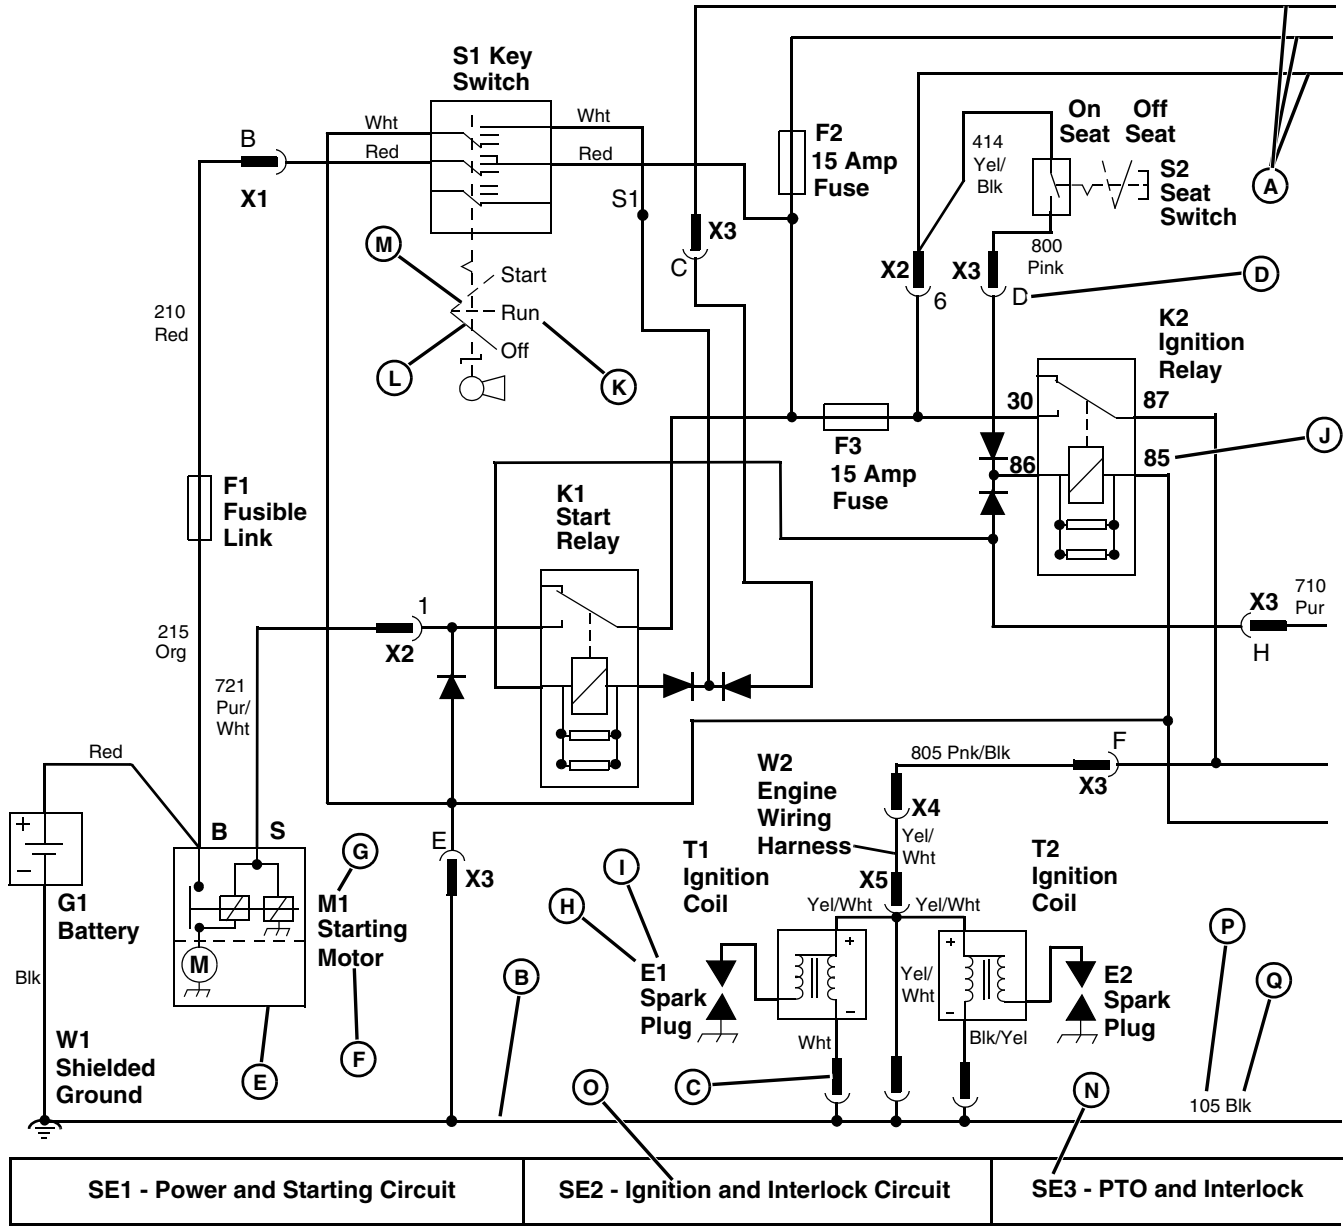 S1 Key
Switch
Wht
Red
Wht
Red
B
X1
S1
X3
C
F2
15 Amp
Fuse
414
Yel/
Blk
On
Seat
Off
Seat
S2
Seat
Switch
A
800
Pink
X2
6
X3
D
D
M
Start
Run
Off
L
K
210
Red
K2
Ignition
Relay
30
87
86
85
J
F3
15 Amp
Fuse
F1
Fusible
Link
K1
Start
Relay
1
X2
215
Org
721
Pur/
Wht
X3
H
710
Pur
Red
+
−
G1
Battery
B
S
M
G
M1
Starting
Motor
E
X3
W2
Engine
Wiring
Harness
805 Pnk/Blk
F
X3
X4
Yel/
Wht
X5
T1
Ignition
Coil
T2
Ignition
Coil
Yel/Wht
Yel/Wht
I
H
E1
Spark
Plug
+
−
Yel/
Wht
+
−
E2
Spark
Plug
Wht
Blk/Yel
Blk
W1
Shielded
Ground
E
F
B
O
C
N
P
Q
105 Blk
SE1 - Power and Starting Circuit
SE2 - Ignition and Interlock Circuit
SE3 - PTO and Interlock